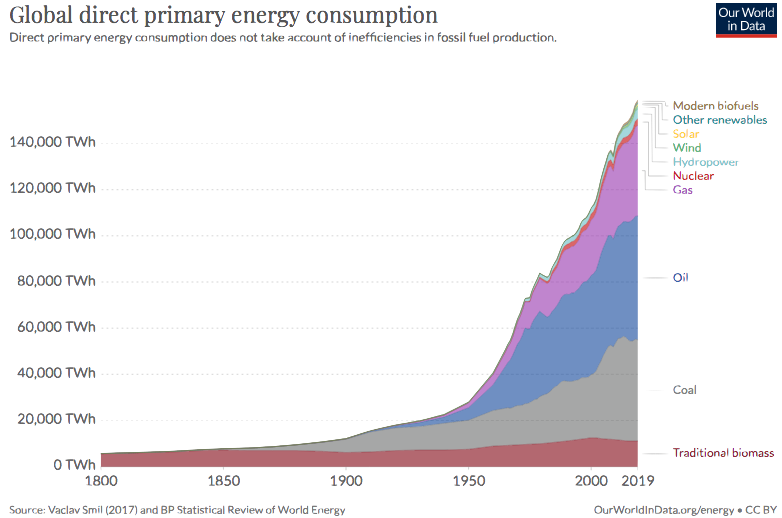 Global direct primary energy consumption
Direct primary energy consumption does not take account of inefficiencies in fossil fuel production.
Our World
in Data
140,000 TWh
120,000 TWh
100,000 TWh
80,000 TWh
60,000 TWh
40,000 TWh
20,000 TWh
0 TWh
1800
1850
1900
1950
2000
2019
Modern biofuels
Other renewables
Solar
Wind
Hydropower
Nuclear
Gas
Oil
Coal
Traditional biomass
Source: Vaclav Smil (2017) and BP Statistical Review of World Energy
OurWorldInData.org/energy • CC BY